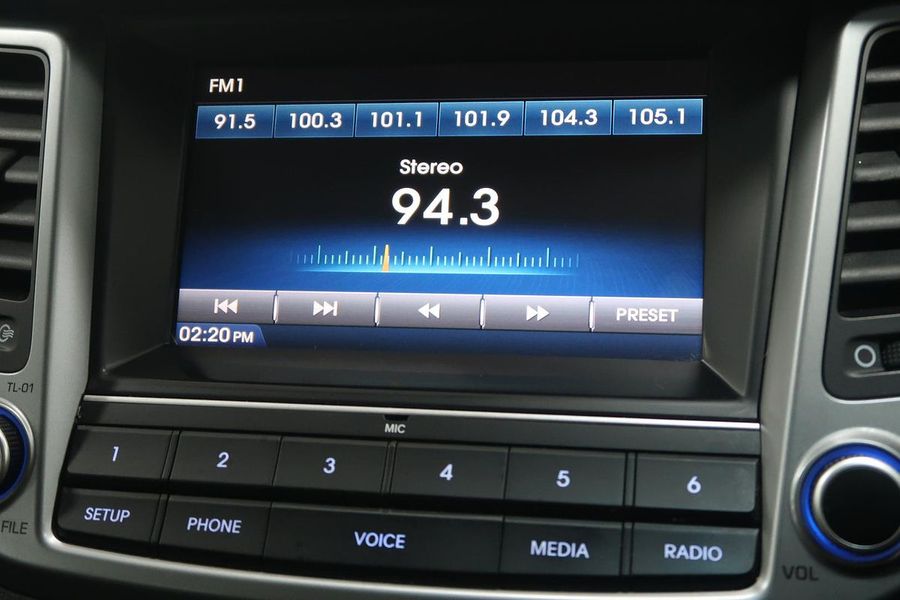 FM1
91.5 100.3 101.1 101.9 104.3 105.1
Stereo
94.3
PRESET
02:20 PM
TL-01
MIC
1 2 3 4 5 6
SETUP PHONE VOICE MEDIA RADIO
FILE
VOL